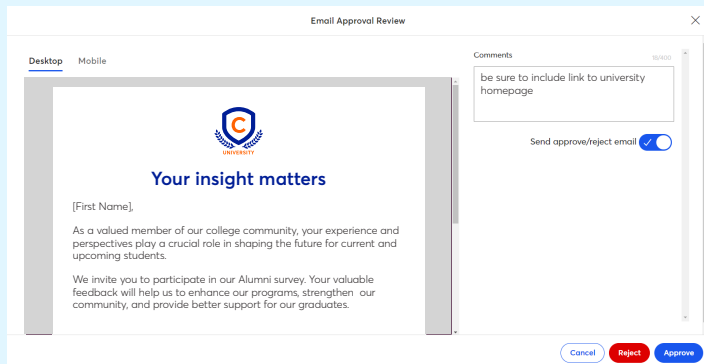 Email Approval Review
Desktop Mobile
C
UNIVERSITY
Your insight matters
[First Name],
As a valued member of our college community, your experience and
perspectives play a crucial role in shaping the future for current and
upcoming students.
We invite you to participate in our Alumni survey. Your valuable
feedback will help us to enhance our programs, strengthen our
community, and provide better support for our graduates.
Comments
be sure to include link to university
homepage
Send approve/reject email
Cancel Reject Approve